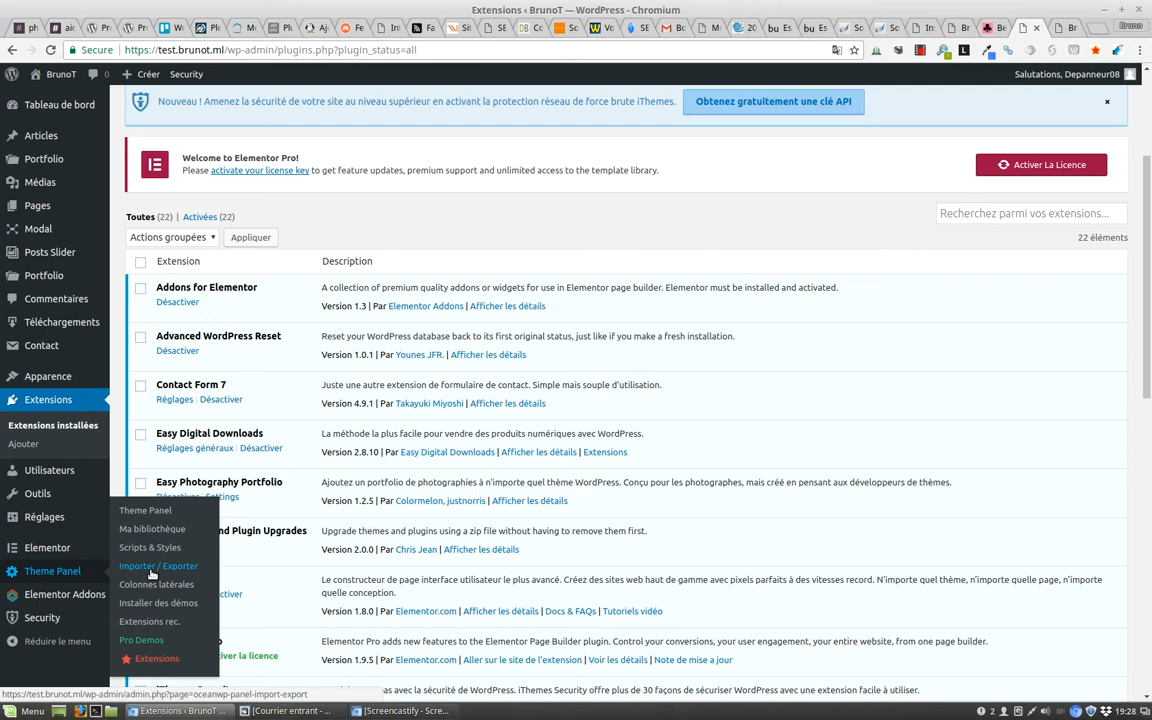 Extensions ‹ BrunoT — WordPress - Chromium
Bruno
Secure https://test.brunot.ml/wp-admin/plugins.php?plugin_status=all
BrunoT 0 Créer Security Salutations, Depanneur08
Tableau de bord
Articles
Portfolio
Médias
Pages
Modal
Posts Slider
Portfolio
Commentaires
Téléchargements
Contact
Apparence
Extensions
Extensions installées
Ajouter
Utilisateurs
Outils
Réglages
Elementor
Theme Panel
Elementor Addons
Security
Réduire le menu
Theme Panel
Ma bibliothèque
Scripts & Styles
Importer / Exporter
Colonnes latérales
Installer des démos
Extensions rec.
Pro Demos
Extensions
Nouveau ! Amenez la sécurité de votre site au niveau supérieur en activant la protection réseau de force brute iThemes. Obtenez gratuitement une clé API
Welcome to Elementor Pro!
Please activate your license key to get feature updates, premium support and unlimited access to the template library.
Activer La Licence
Toutes (22) | Activées (22)
Recherchez parmi vos extensions...
Actions groupées Appliquer 22 éléments
Extension Description
Addons for Elementor A collection of premium quality addons or widgets for use in Elementor page builder. Elementor must be installed and activated.
Désactiver Version 1.3 | Par Elementor Addons | Afficher les détails
Advanced WordPress Reset Reset your WordPress database back to its first original status, just like if you make a fresh installation.
Désactiver Version 1.0.1 | Par Younes JFR. | Afficher les détails
Contact Form 7 Juste une autre extension de formulaire de contact. Simple mais souple d'utilisation.
Réglages | Désactiver Version 4.9.1 | Par Takayuki Miyoshi | Afficher les détails
Easy Digital Downloads La méthode la plus facile pour vendre des produits numériques avec WordPress.
Réglages généraux | Désactiver Version 2.8.10 | Par Easy Digital Downloads | Afficher les détails | Extensions
Easy Photography Portfolio Ajoutez un portfolio de photographies à n'importe quel thème WordPress. Conçu pour les photographes, mais créé en pensant aux développeurs de thèmes.
Version 1.2.5 | Par Colormelon, justnorris | Afficher les détails
nd Plugin Upgrades Upgrade themes and plugins using a zip file without having to remove them first.
Version 2.0.0 | Par Chris Jean | Afficher les détails
Le constructeur de page interface utilisateur le plus avancé. Créez des sites web haut de gamme avec pixels parfaits à des vitesses record. N'importe quel thème, n'importe quelle page, n'importe
quelle conception.
Version 1.8.0 | Par Elementor.com | Afficher les détails | Docs & FAQs | Tutoriels vidéo
Elementor Pro adds new features to the Elementor Page Builder plugin. Control your conversions, your user engagement, your entire website, from one page builder.
iver la licence Version 1.9.5 | Par Elementor.com | Aller sur le site de l'extension | Voir les détails | Note de mise a jour
pas avec la sécurité de WordPress. iThemes Security offre plus de 30 façons de sécuriser WordPress avec une extension facile à utiliser.
https://test.brunot.ml/wp-admin/admin.php?page=oceanwp-panel-import-export
Menu Extensions ‹ BrunoT ... [Courrier entrant - ... [Screencastify - Scre... 2 19:28